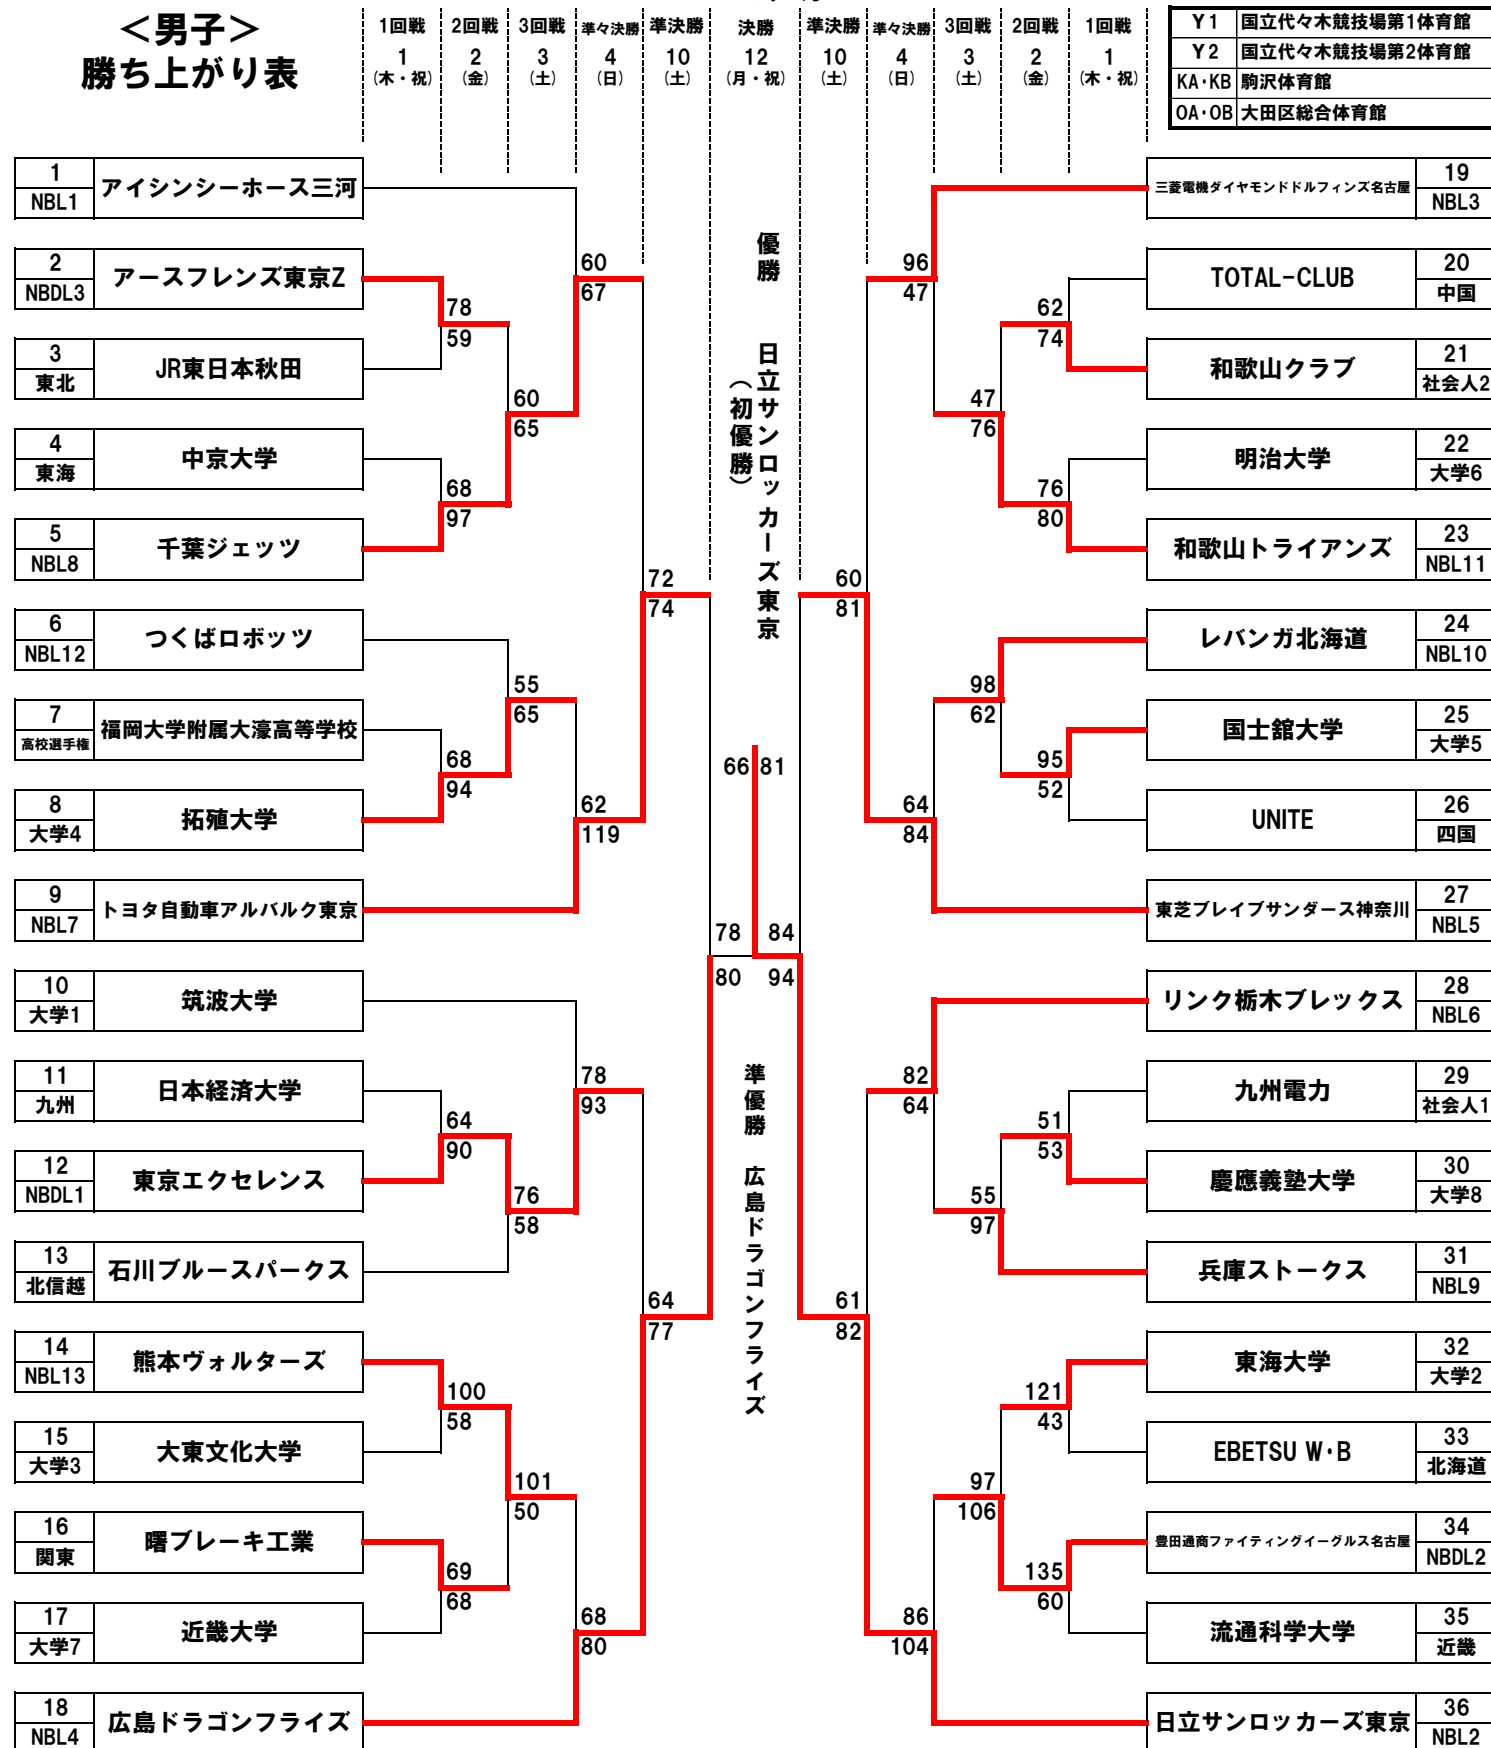 <男子>
勝ち上がり表
1回戦 2回戦 3回戦 準々決勝 準決勝 決勝 準決勝 準々決勝 3回戦 2回戦 1回戦
1 2 3 4 10 12 10 4 3 2 1
(木・祝) (金) (土) (日) (土) (月・祝) (土) (日) (土) (金) (木・祝)
Y1 国立代々木競技場第1体育館
Y2 国立代々木競技場第2体育館
KA・KB 駒沢体育館
OA・OB 大田区総合体育館
1 NBL1 アイシンシーホース三河
2 NBDL3 アースフレンズ東京Z
3 東北 JR東日本秋田
4 東海 中京大学
5 NBL8 千葉ジェッツ
6 NBL12 つくばロボッツ
7 高校選手権 福岡大学附属大濠高等学校
8 大学4 拓殖大学
9 NBL7 トヨタ自動車アルバルク東京
10 大学1 筑波大学
11 九州 日本経済大学
12 NBDL1 東京エクセレンス
13 北信越 石川ブルースパークス
14 NBL13 熊本ヴォルターズ
15 大学3 大東文化大学
16 関東 曙ブレーキ工業
17 大学7 近畿大学
18 NBL4 広島ドラゴンフライズ
78
59
68
97
68
94
64
90
100
58
69
68
60
65
55
65
76
58
101
50
60
67
62
119
78
93
68
80
72
74
64
77
優勝 日立サンロッカーズ東京
(初優勝)
66 81
78 84
80 94
準優勝 広島ドラゴンフライズ
60
81
61
82
96
47
64
84
82
64
86
104
47
76
98
62
55
97
97
106
62
74
76
80
95
52
51
53
121
43
135
60
三菱電機ダイヤモンドドルフィンズ名古屋 19 NBL3
TOTAL-CLUB 20 中国
和歌山クラブ 21 社会人2
明治大学 22 大学6
和歌山トライアンズ 23 NBL11
レバンガ北海道 24 NBL10
国士舘大学 25 大学5
UNITE 26 四国
東芝ブレイブサンダース神奈川 27 NBL5
リンク栃木ブレックス 28 NBL6
九州電力 29 社会人1
慶應義塾大学 30 大学8
兵庫ストークス 31 NBL9
東海大学 32 大学2
EBETSU W・B 33 北海道
豊田通商ファイティングイーグルス名古屋 34 NBDL2
流通科学大学 35 近畿
日立サンロッカーズ東京 36 NBL2